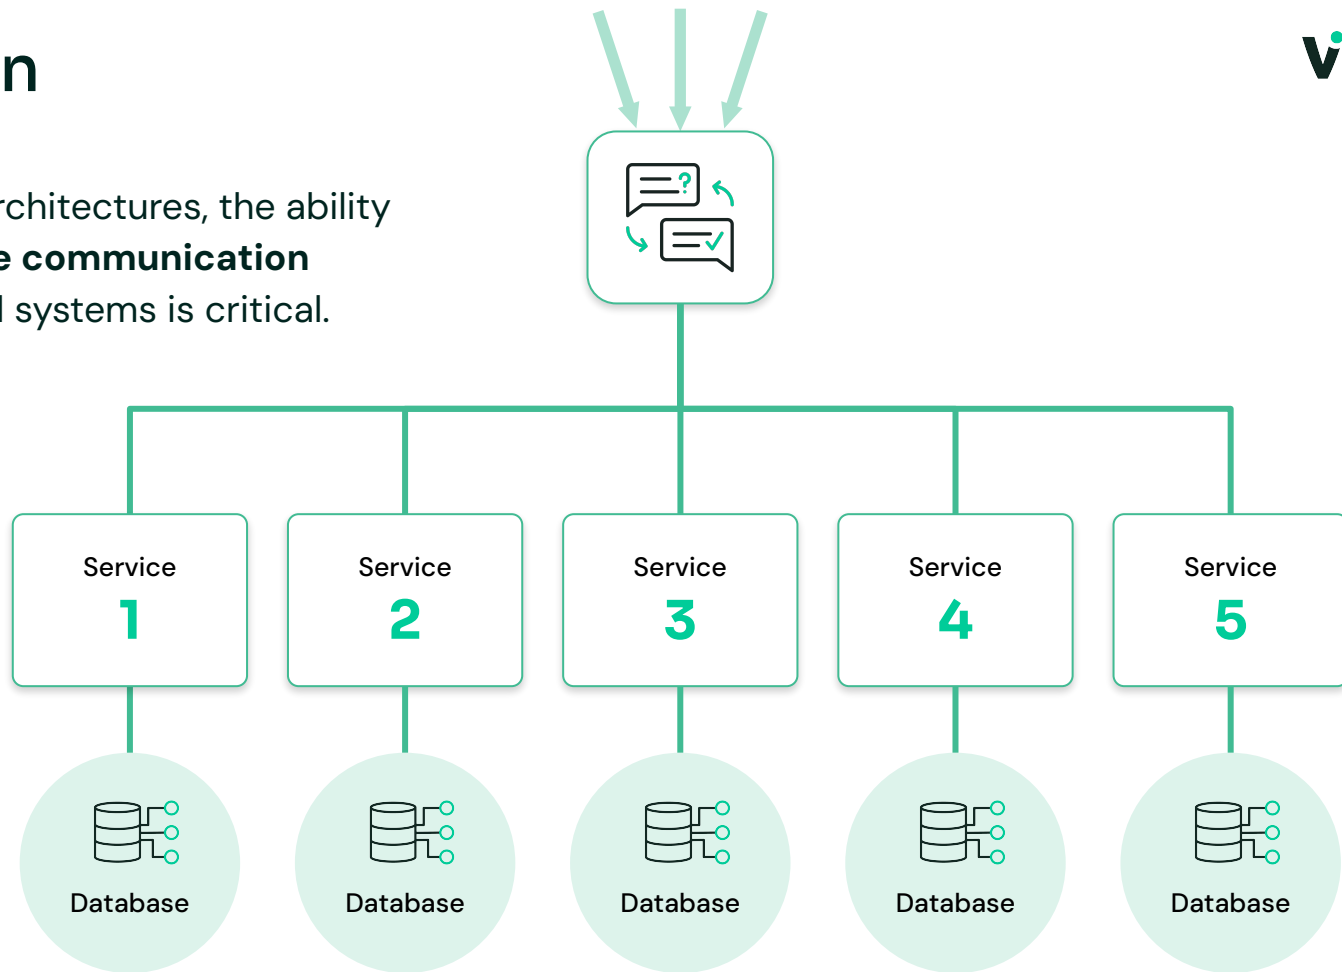 n
rchitectures, the ability
e communication
systems is critical.
Service
1
Service
2
Service
3
Service
4
Service
5
Database
Database
Database
Database
Database